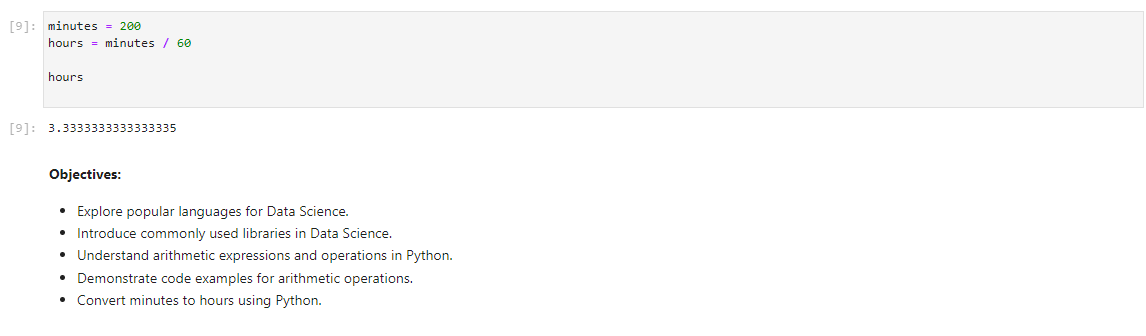 [9]: minutes = 200
hours = minutes / 60
hours
[9]: 3.3333333333333335
Objectives:
• Explore popular languages for Data Science.
• Introduce commonly used libraries in Data Science.
• Understand arithmetic expressions and operations in Python.
• Demonstrate code examples for arithmetic operations.
• Convert minutes to hours using Python.